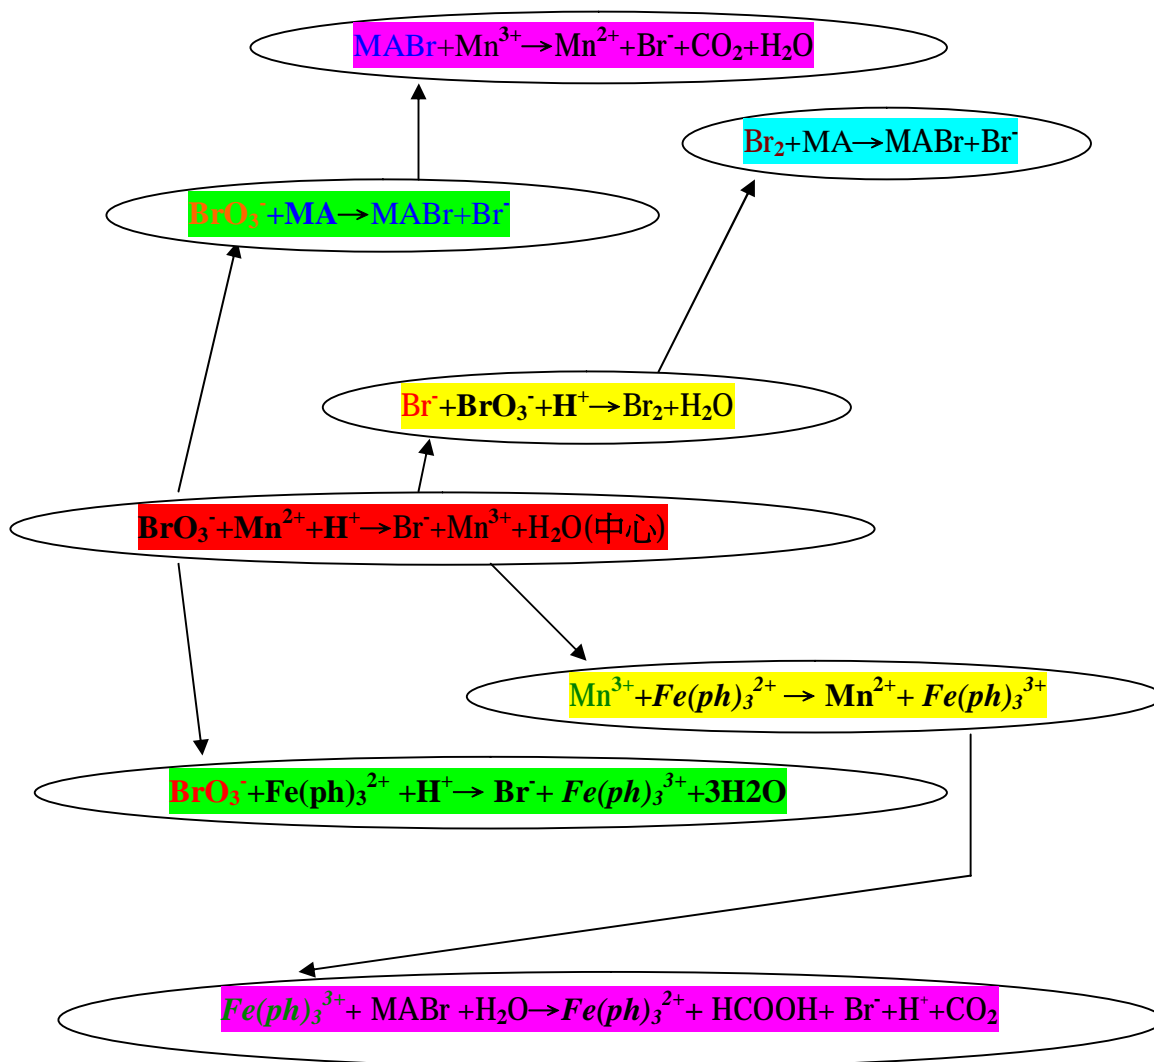 MABr+Mn³⁺→Mn²⁺+Br⁻+CO₂+H₂O
Br₂+MA→MABr+Br⁻
BrO₃⁻+MA→MABr+Br⁻
Br⁻+BrO₃⁻+H⁺→Br₂+H₂O
BrO₃⁻+Mn²⁺+H⁺→Br⁻+Mn³⁺+H₂O(中心)
Mn³⁺+Fe(ph)₃²⁺ → Mn²⁺+ Fe(ph)₃³⁺
BrO₃⁻+Fe(ph)₃²⁺ +H⁺→ Br⁻+ Fe(ph)₃³⁺+3H2O
Fe(ph)₃³⁺+ MABr +H₂O→Fe(ph)₃²⁺+ HCOOH+ Br⁻+H⁺+CO₂